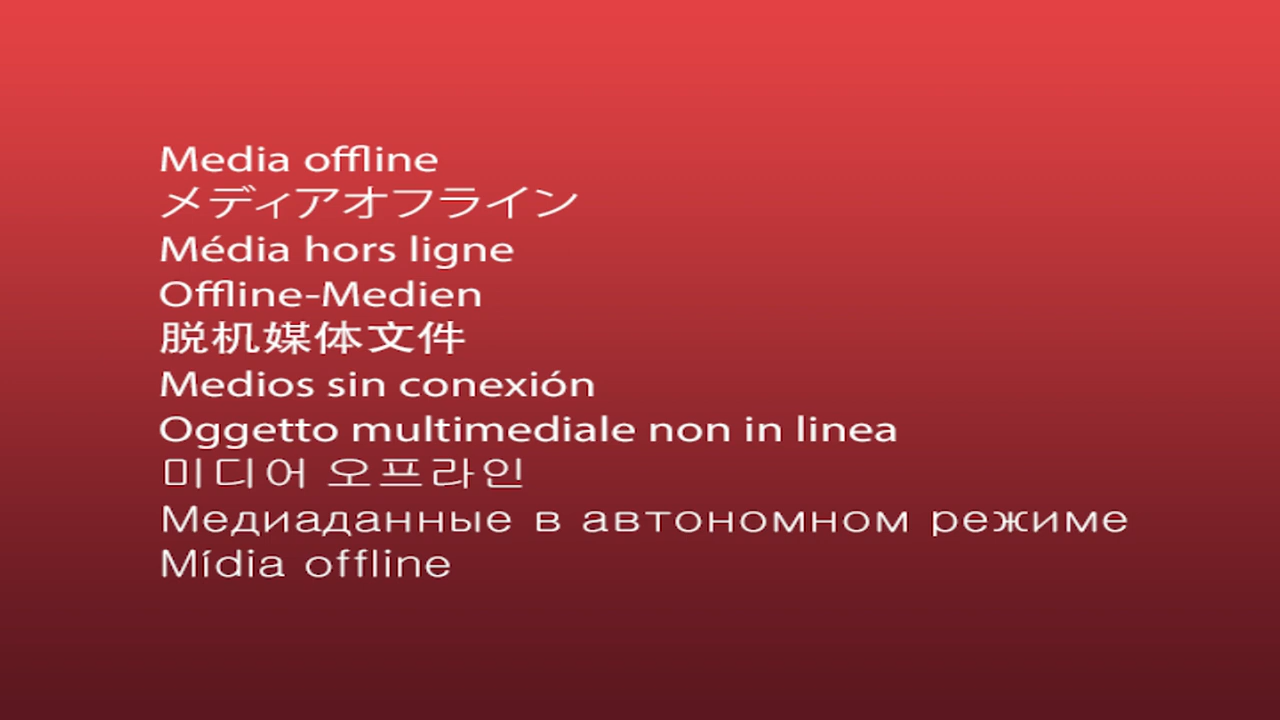 Media offline
メディアオフライン
Média hors ligne
Offline-Medien
脱机媒体文件
Medios sin conexión
Oggetto multimediale non in linea
미디어 오프라인
Медиаданные в автономном режиме
Mídia offline